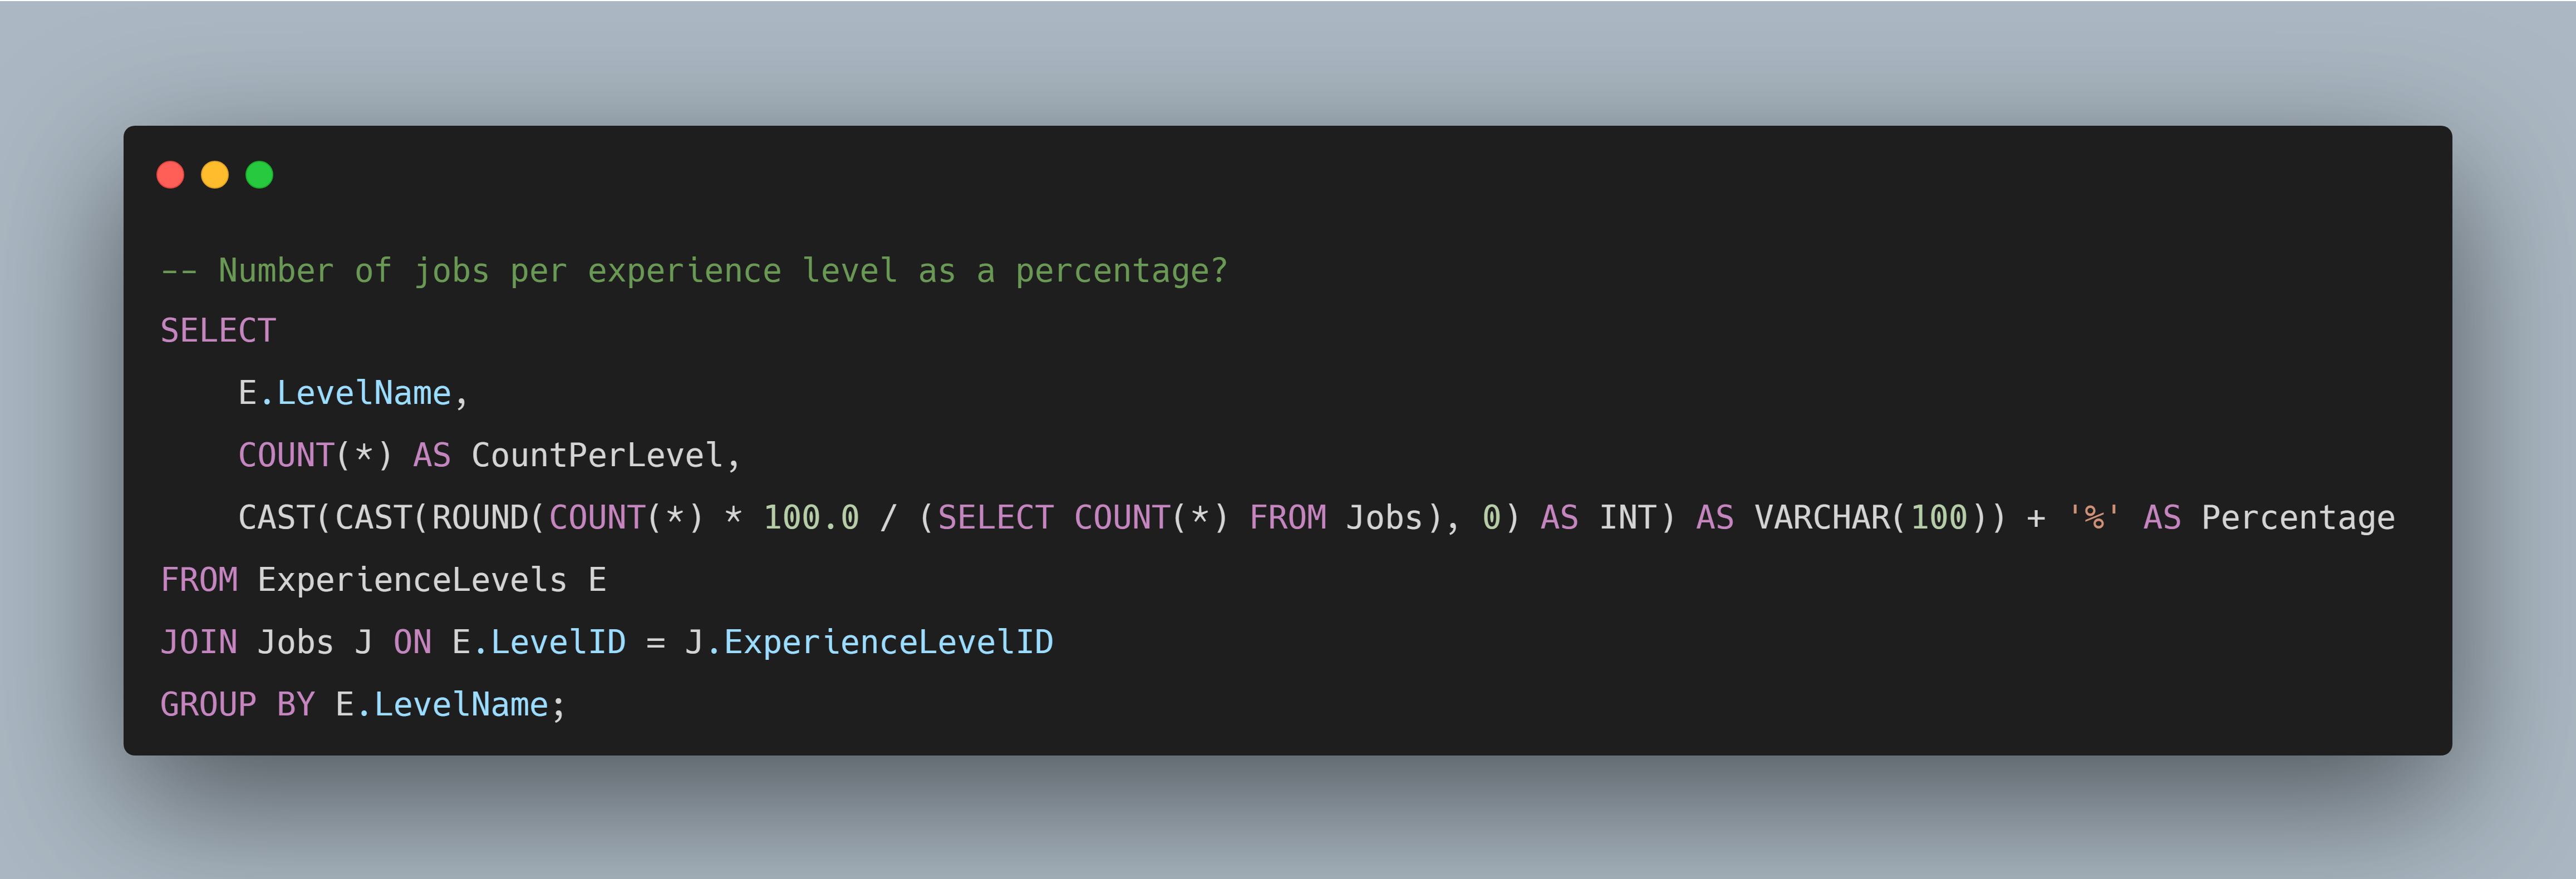 -- Number of jobs per experience level as a percentage?
SELECT
    E.LevelName,
    COUNT(*) AS CountPerLevel,
    CAST(CAST(ROUND(COUNT(*) * 100.0 / (SELECT COUNT(*) FROM Jobs), 0) AS INT) AS VARCHAR(100)) + '%' AS Percentage
FROM ExperienceLevels E
JOIN Jobs J ON E.LevelID = J.ExperienceLevelID
GROUP BY E.LevelName;